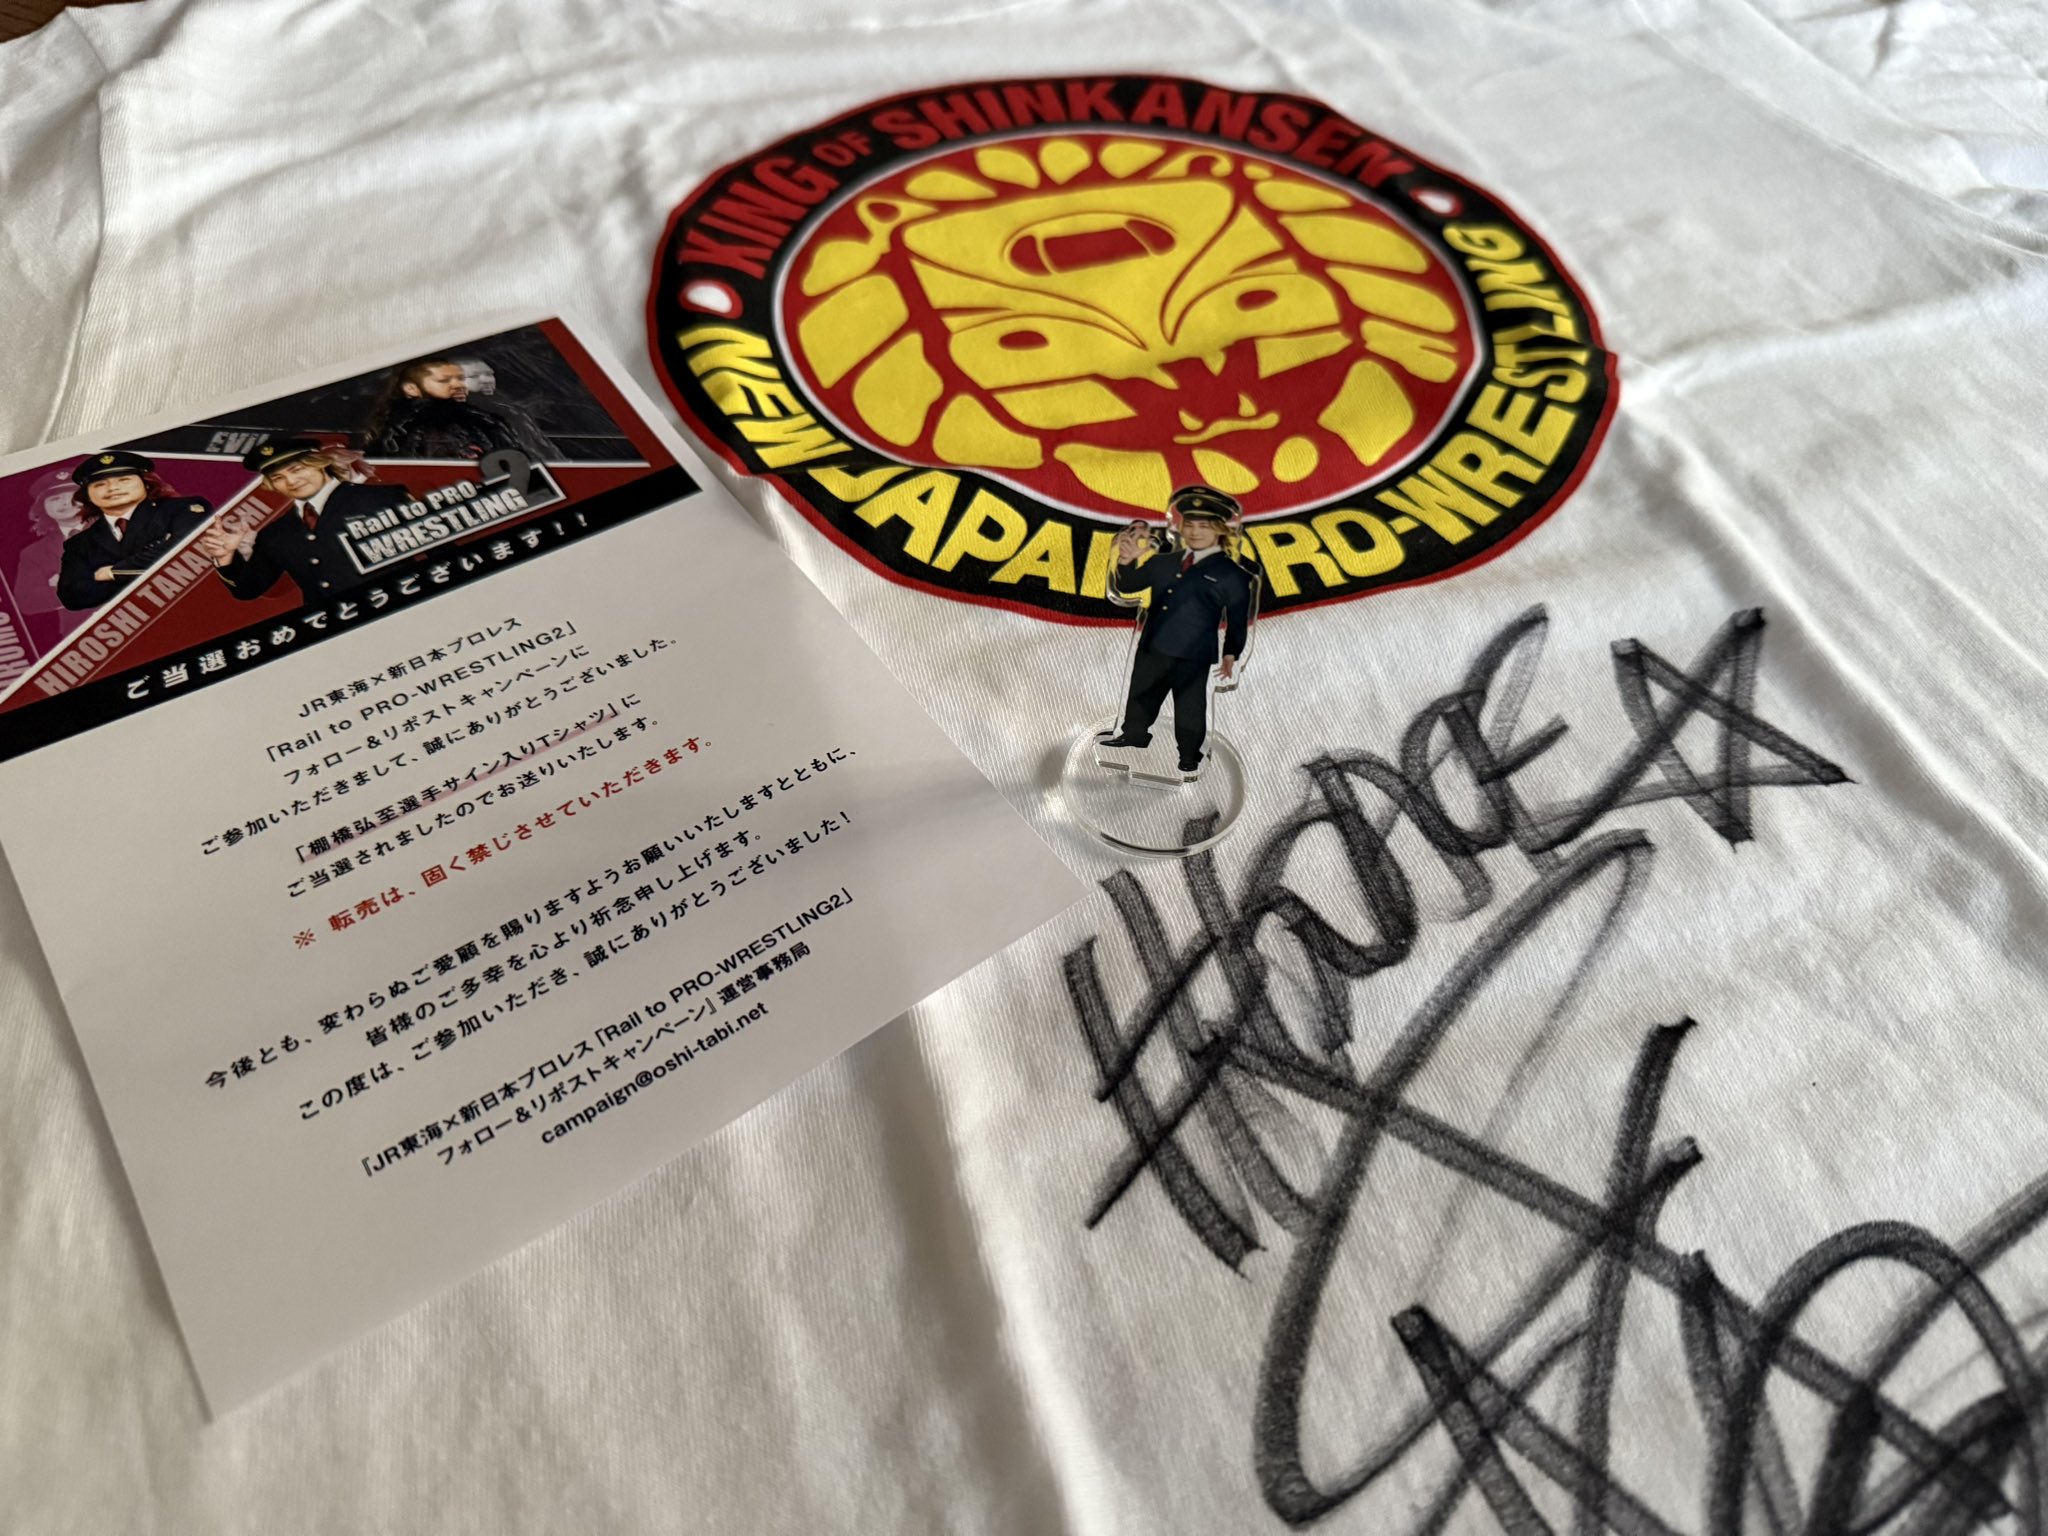 KING OF SHINKANSEN
NEW JAPAN PRO-WRESTLING
EVIL
HIROSHI TANAHASHI
Rail to PRO-
WRESTLING 2
ご当選おめでとうございます!!
JR東海×新日本プロレス
「Rail to PRO-WRESTLING2」
フォロー&リポストキャンペーンに
ご参加いただきまして、誠にありがとうございました。
「棚橋弘至選手サイン入りTシャツ」に
ご当選されましたのでお送りいたします。
※ 転売は、固く禁じさせていただきます。
今後とも、変わらぬご愛顧を賜りますようお願いいたしますとともに、
皆様のご多幸を心より祈念申し上げます。
この度は、ご参加いただき、誠にありがとうございました!
『JR東海×新日本プロレス「Rail to PRO-WRESTLING2」
フォロー&リポストキャンペーン』運営事務局
campaign@oshi-tabi.net